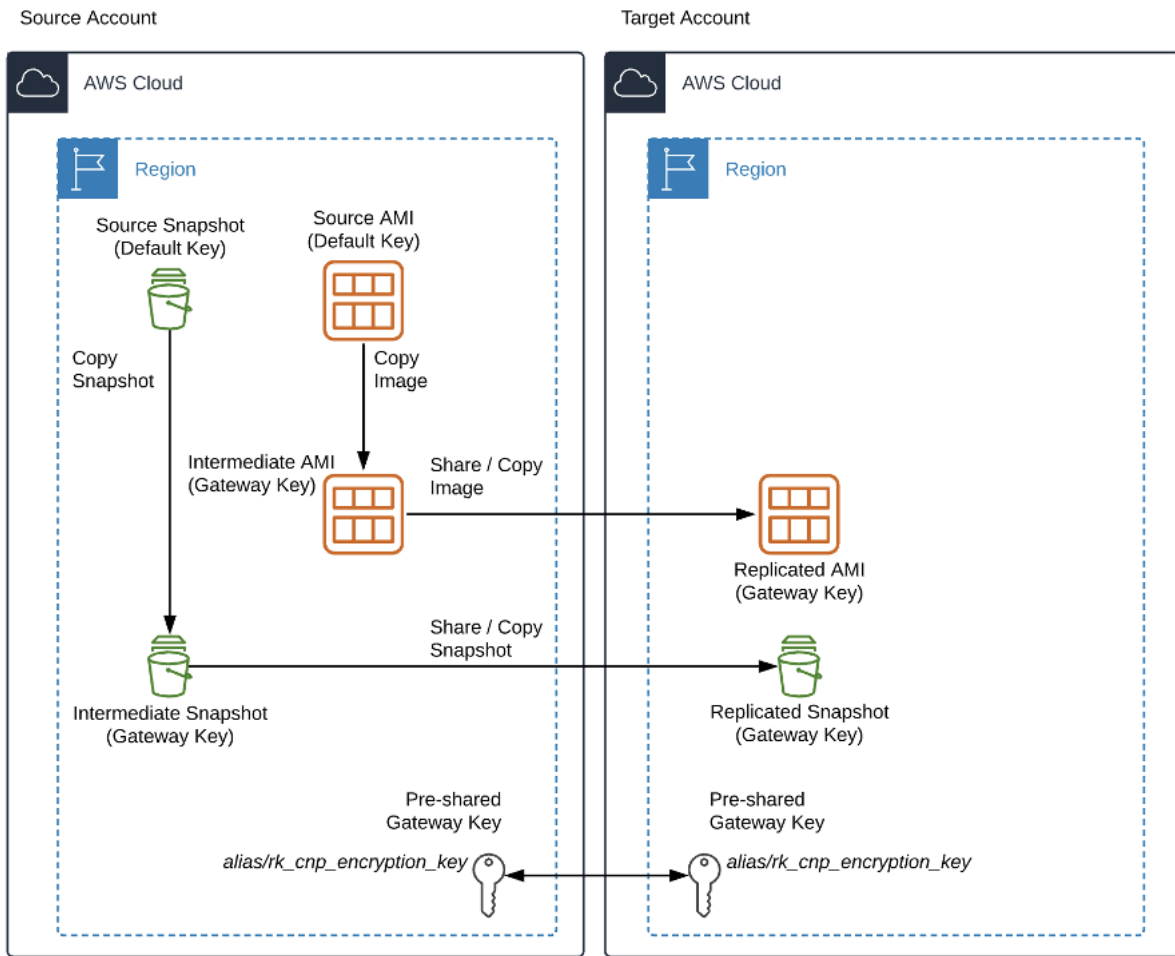 Source Account
Target Account
AWS Cloud
AWS Cloud
Region
Region
Source Snapshot
(Default Key)
Source AMI
(Default Key)
Copy
Snapshot
Copy
Image
Intermediate AMI
(Gateway Key)
Share / Copy
Image
Replicated AMI
(Gateway Key)
Share / Copy
Snapshot
Intermediate Snapshot
(Gateway Key)
Replicated Snapshot
(Gateway Key)
Pre-shared
Gateway Key
alias/rk_cnp_encryption_key
Pre-shared
Gateway Key
alias/rk_cnp_encryption_key